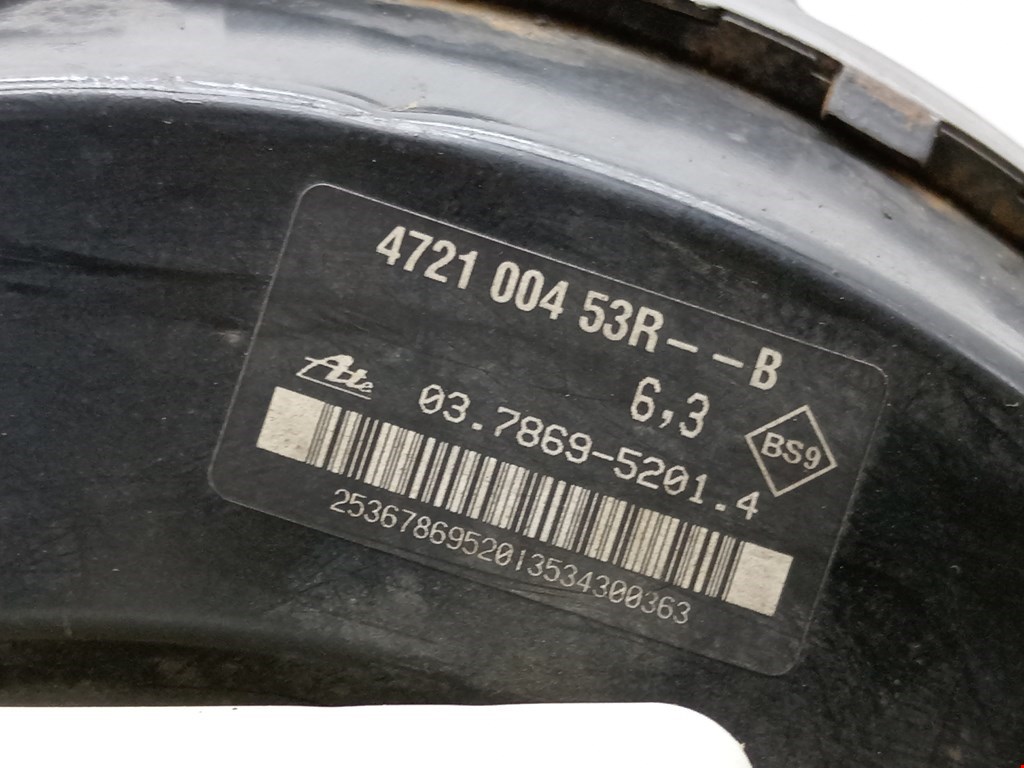 4721 004 53R--B
6,3
Ate
03.7869-5201.4
BS9
2536786952013534300363